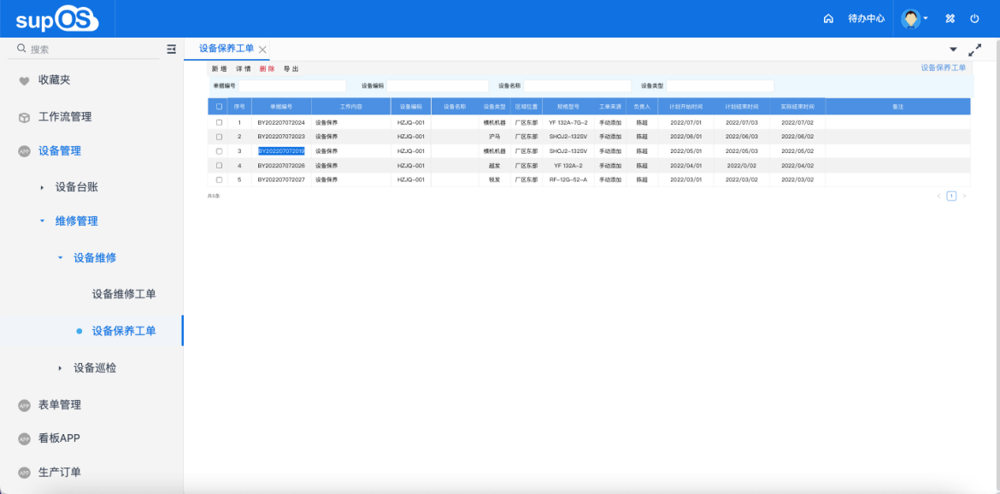 supOS
待办中心
搜索
收藏夹
工作流管理
APP 设备管理
设备台账
维修管理
设备维修
设备维修工单
设备保养工单
设备巡检
APP 表单管理
APP 看板APP
APP 生产订单
设备保养工单
新增 详情 删除 导出 设备保养工单
单据编号 设备编码 设备名称 设备类型
序号 单据编号 工作内容 设备编码 设备名称 设备类型 区域位置 规格型号 工单来源 负责人 计划开始时间 计划结束时间 实际结束时间 备注
1 BY202207072024 设备保养 HZJQ-001 横机机器 厂区东部 YF 132A-7G-2 手动添加 陈超 2022/07/01 2022/07/03 2022/07/02
2 BY202207072023 设备保养 HZJQ-001 沪马 厂区东部 SHOJ2-132SV 手动添加 陈超 2022/06/01 2022/06/03 2022/06/02
3 BY202207072019 设备保养 HZJQ-001 横机机器 厂区东部 SHOJ2-132SV 手动添加 陈超 2022/05/01 2022/05/03 2022/05/02
4 BY202207072026 设备保养 HZJQ-001 越发 厂区东部 YF 132A-2 手动添加 陈超 2022/04/01 2022/0/02 2022/04/02
5 BY202207072027 设备保养 HZJQ-001 锐发 厂区东部 RF-12G-52-A 手动添加 陈超 2022/03/01 2022/03/02 2022/03/02
1